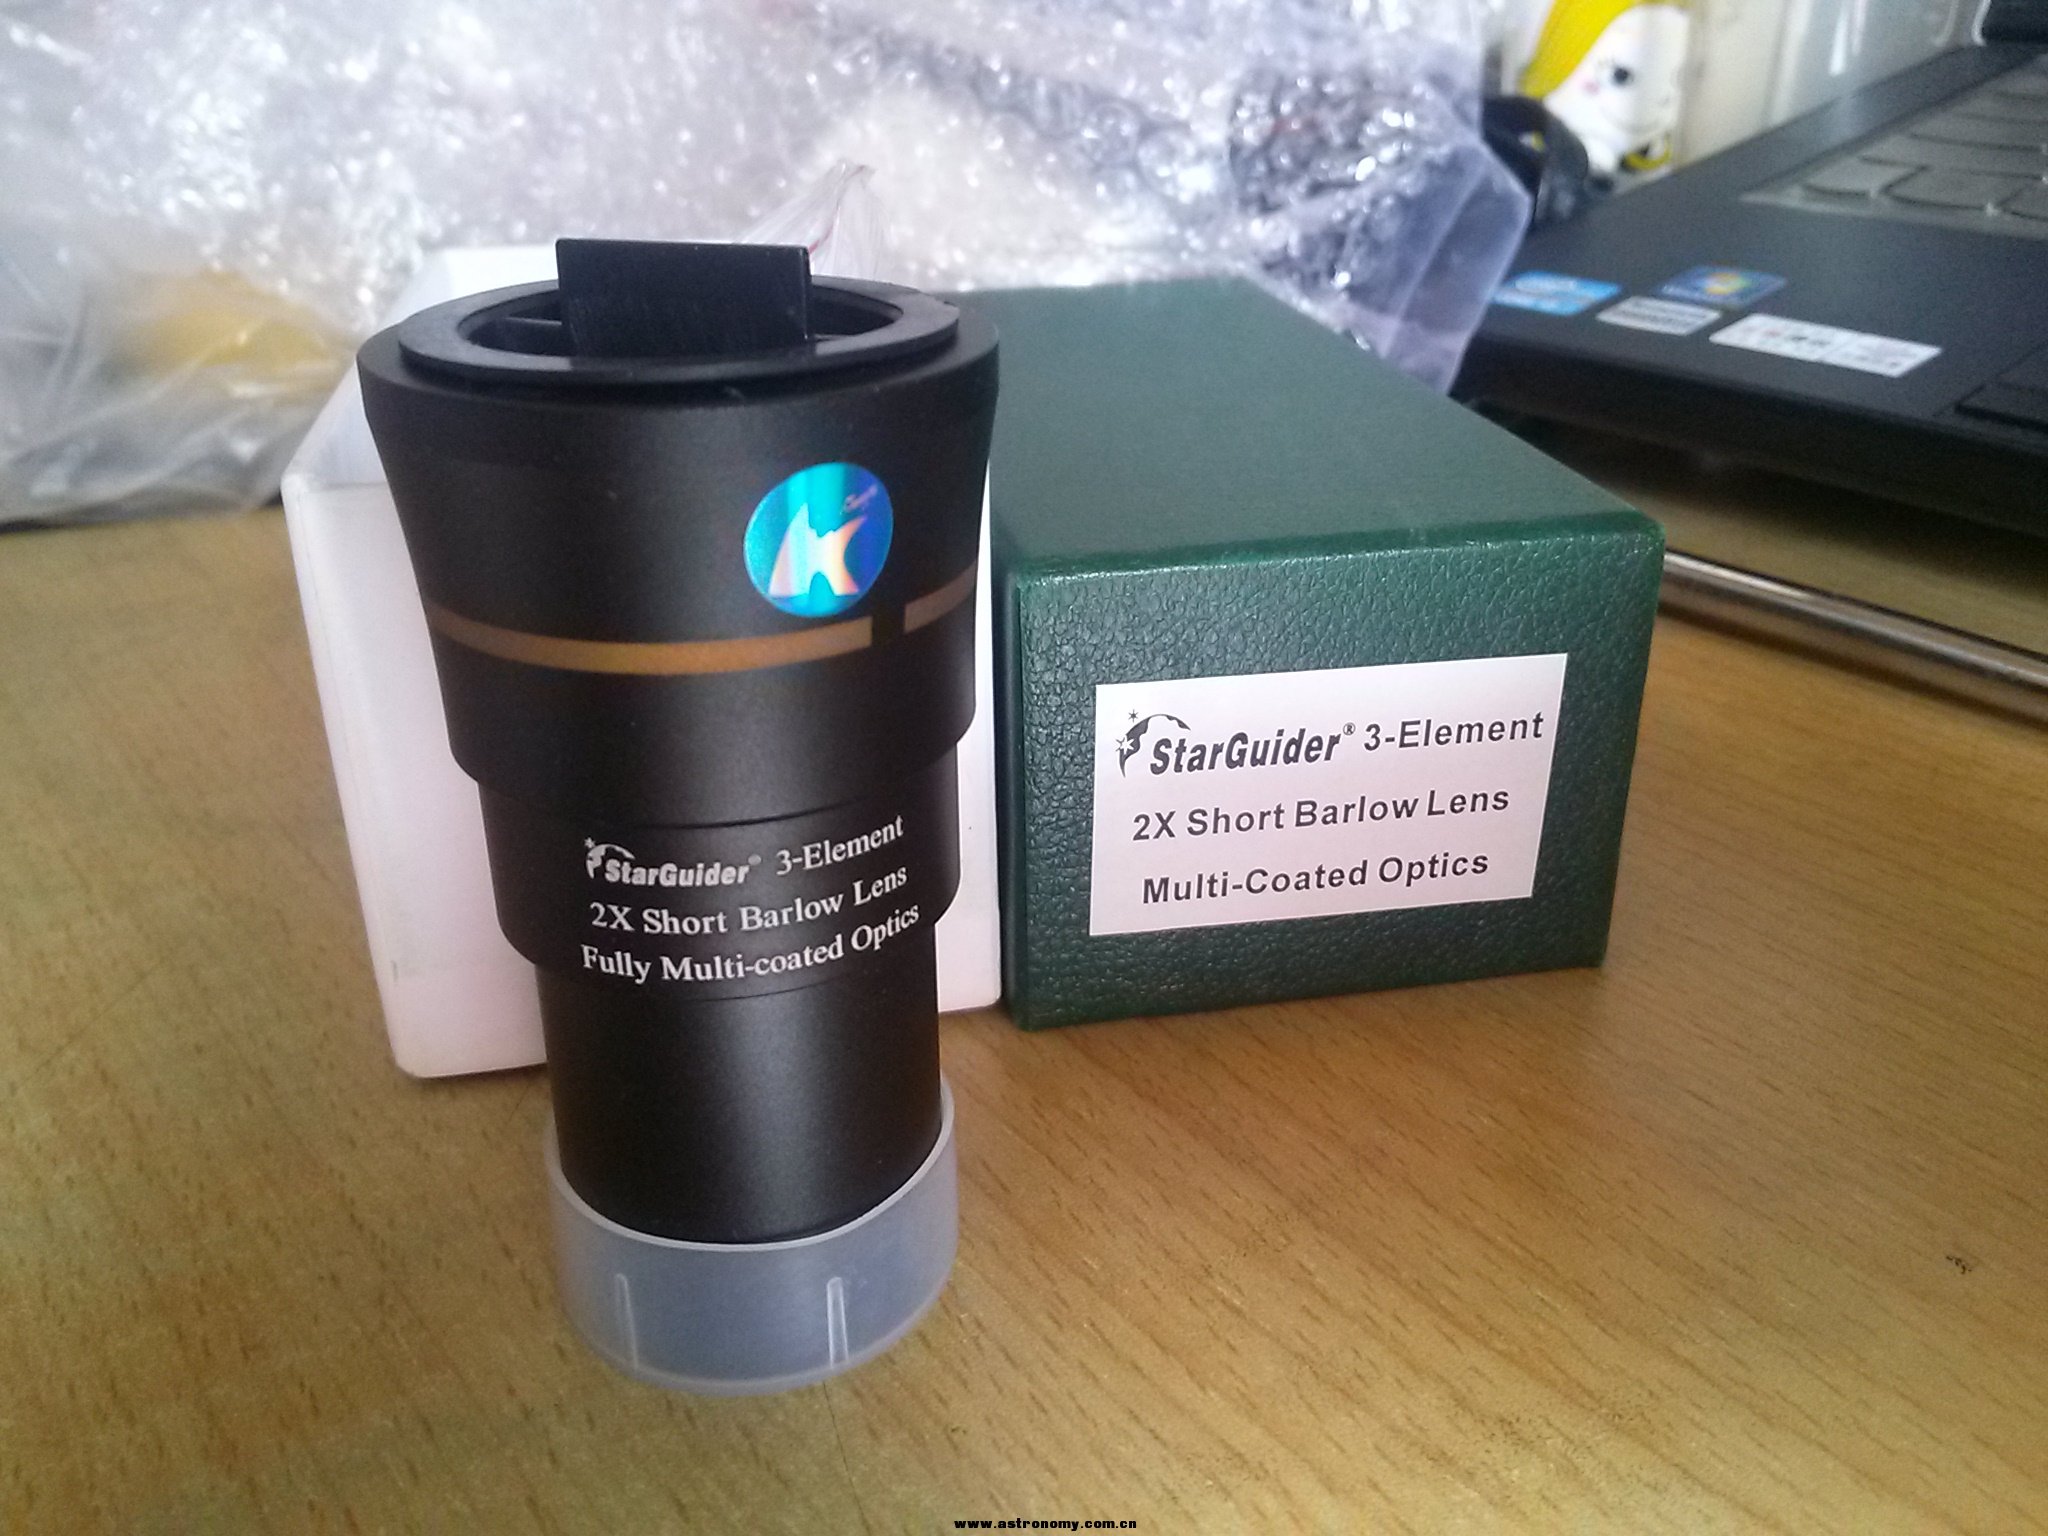 StarGuider® 3-Element
2X Short Barlow Lens
Fully Multi-coated Optics
StarGuider® 3-Element
2X Short Barlow Lens
Multi-Coated Optics
www.astronomy.com.cn